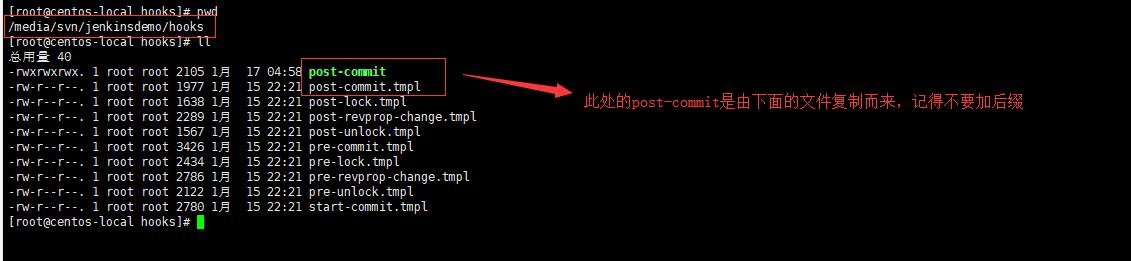 [root@centos-local hooks]# pwd
/media/svn/jenkinsdemo/hooks
[root@centos-local hooks]# ll
总用量 40
-rwxrwxrwx. 1 root root 2105 1月  17 04:58 post-commit
-rw-r--r--. 1 root root 1977 1月  15 22:21 post-commit.tmpl
-rw-r--r--. 1 root root 1638 1月  15 22:21 post-lock.tmpl
-rw-r--r--. 1 root root 2289 1月  15 22:21 post-revprop-change.tmpl
-rw-r--r--. 1 root root 1567 1月  15 22:21 post-unlock.tmpl
-rw-r--r--. 1 root root 3426 1月  15 22:21 pre-commit.tmpl
-rw-r--r--. 1 root root 2434 1月  15 22:21 pre-lock.tmpl
-rw-r--r--. 1 root root 2786 1月  15 22:21 pre-revprop-change.tmpl
-rw-r--r--. 1 root root 2122 1月  15 22:21 pre-unlock.tmpl
-rw-r--r--. 1 root root 2780 1月  15 22:21 start-commit.tmpl
[root@centos-local hooks]#
此处的post-commit是由下面的文件复制而来，记得不要加后缀